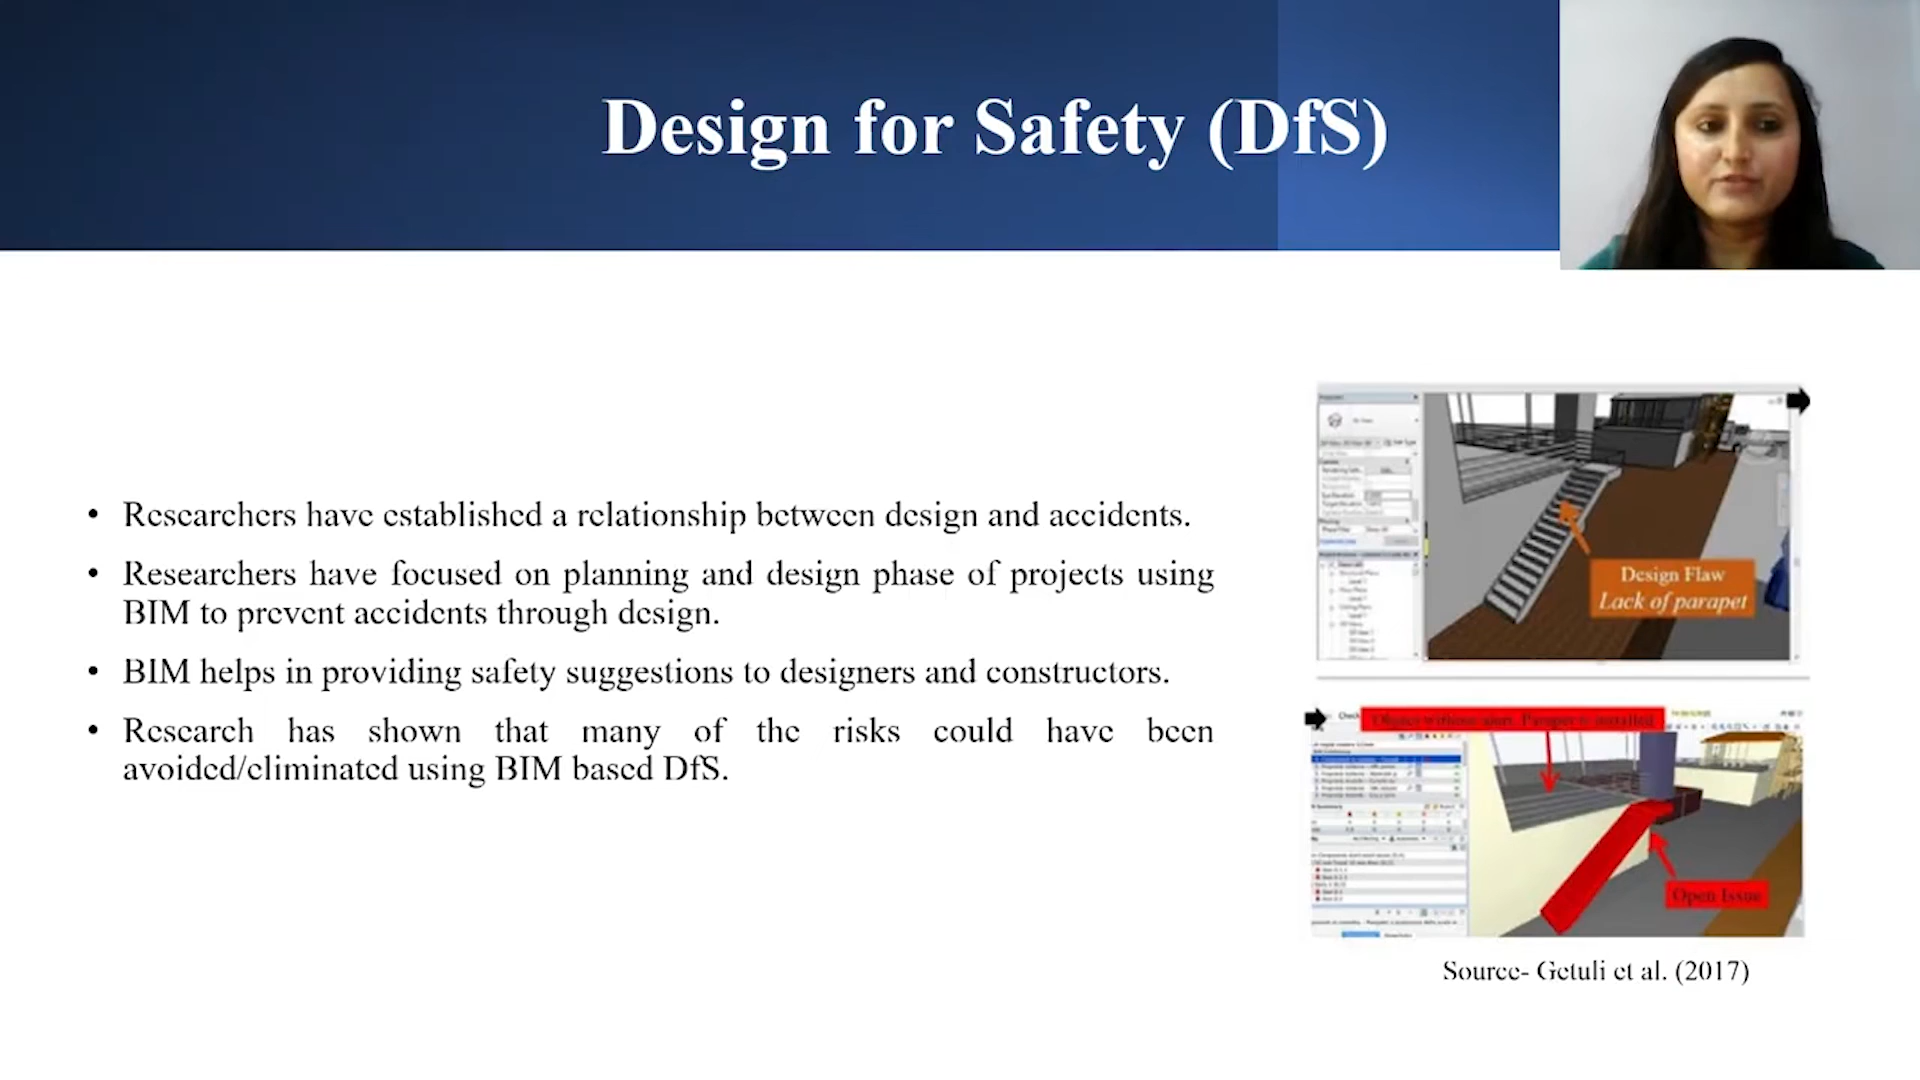 Design for Safety (DfS)
• Researchers have established a relationship between design and accidents.
• Researchers have focused on planning and design phase of projects using
BIM to prevent accidents through design.
• BIM helps in providing safety suggestions to designers and constructors.
• Research has shown that many of the risks could have been
avoided/eliminated using BIM based DfS.
Design Flaw
Lack of parapet
Open Issue
Source- Getuli et al. (2017)